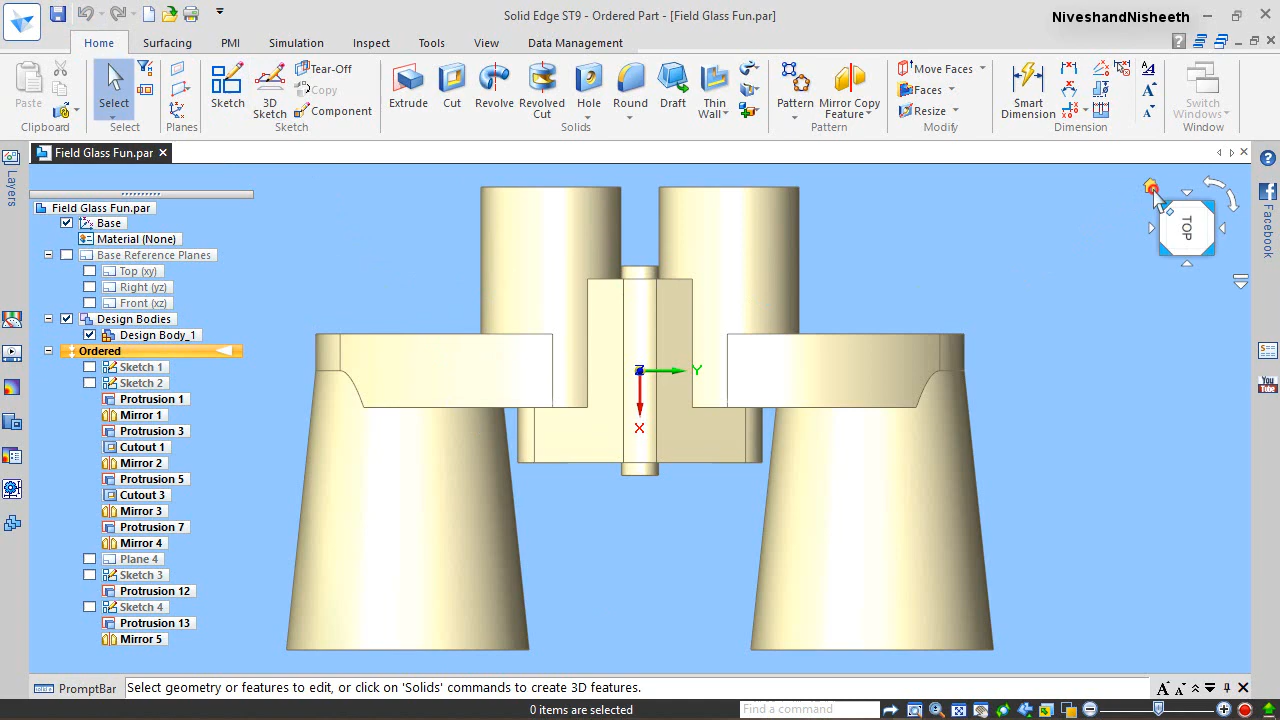 Solid Edge ST9 - Ordered Part - [Field Glass Fun.par]
NiveshandNisheeth
Home Surfacing PMI Simulation Inspect Tools View Data Management
Paste
Clipboard
Select
Select
Planes
Sketch
3D Sketch
Tear-Off
Copy
Component
Sketch
Extrude
Cut
Revolve
Revolved Cut
Hole
Round
Draft
Thin Wall
Solids
Pattern
Mirror Copy Feature
Pattern
Move Faces
Faces
Resize
Modify
Smart Dimension
Dimension
Switch Windows
Window
Field Glass Fun.par
Layers
Field Glass Fun.par
Base
Material (None)
Base Reference Planes
Top (xy)
Right (yz)
Front (xz)
Design Bodies
Design Body_1
Ordered
Sketch 1
Sketch 2
Protrusion 1
Mirror 1
Protrusion 3
Cutout 1
Mirror 2
Protrusion 5
Cutout 3
Mirror 3
Protrusion 7
Mirror 4
Plane 4
Sketch 3
Protrusion 12
Sketch 4
Protrusion 13
Mirror 5
Z
Y
X
TOP
Facebook
You Tube
PromptBar
Select geometry or features to edit, or click on 'Solids' commands to create 3D features.
0 items are selected
Find a command